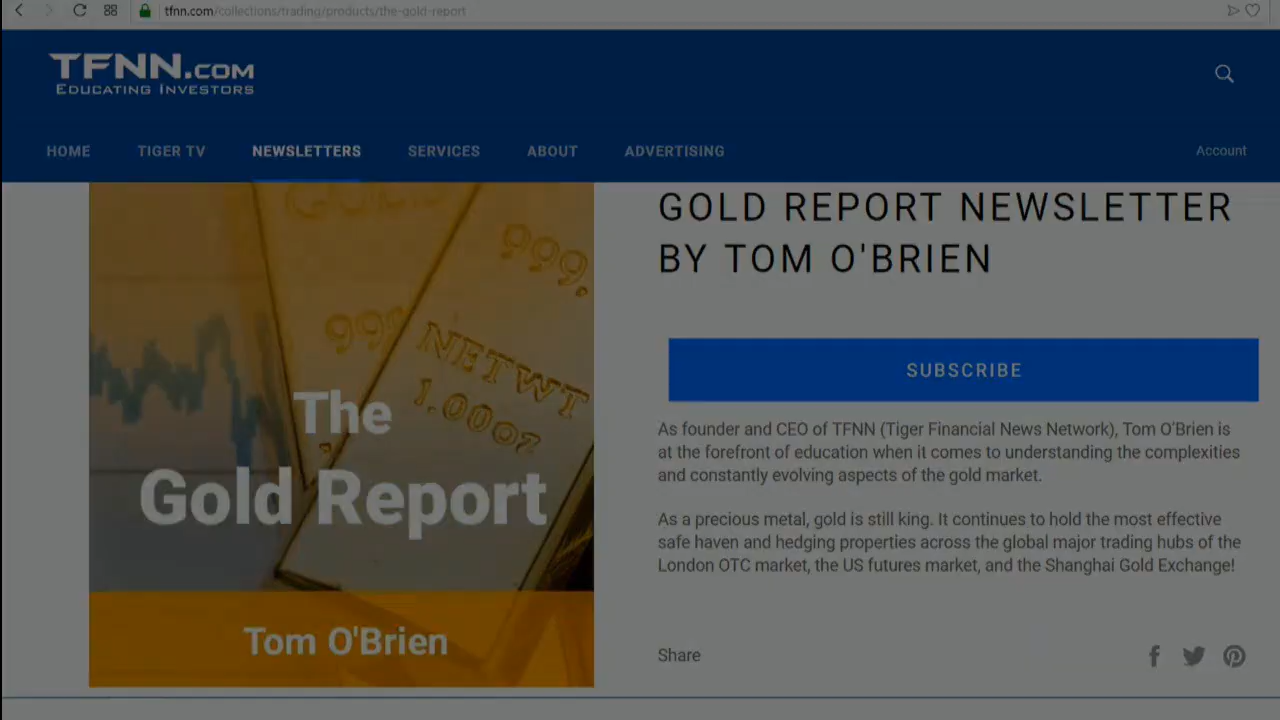 tfnn.com/collections/trading/products/the-gold-report
TFNN.COM
EDUCATING INVESTORS
HOME TIGER TV NEWSLETTERS SERVICES ABOUT ADVERTISING Account
999.
999.
NET WT
1.00oz
The
Gold Report
Tom O'Brien
GOLD REPORT NEWSLETTER
BY TOM O'BRIEN
SUBSCRIBE
As founder and CEO of TFNN (Tiger Financial News Network), Tom O'Brien is
at the forefront of education when it comes to understanding the complexities
and constantly evolving aspects of the gold market.
As a precious metal, gold is still king. It continues to hold the most effective
safe haven and hedging properties across the global major trading hubs of the
London OTC market, the US futures market, and the Shanghai Gold Exchange!
Share